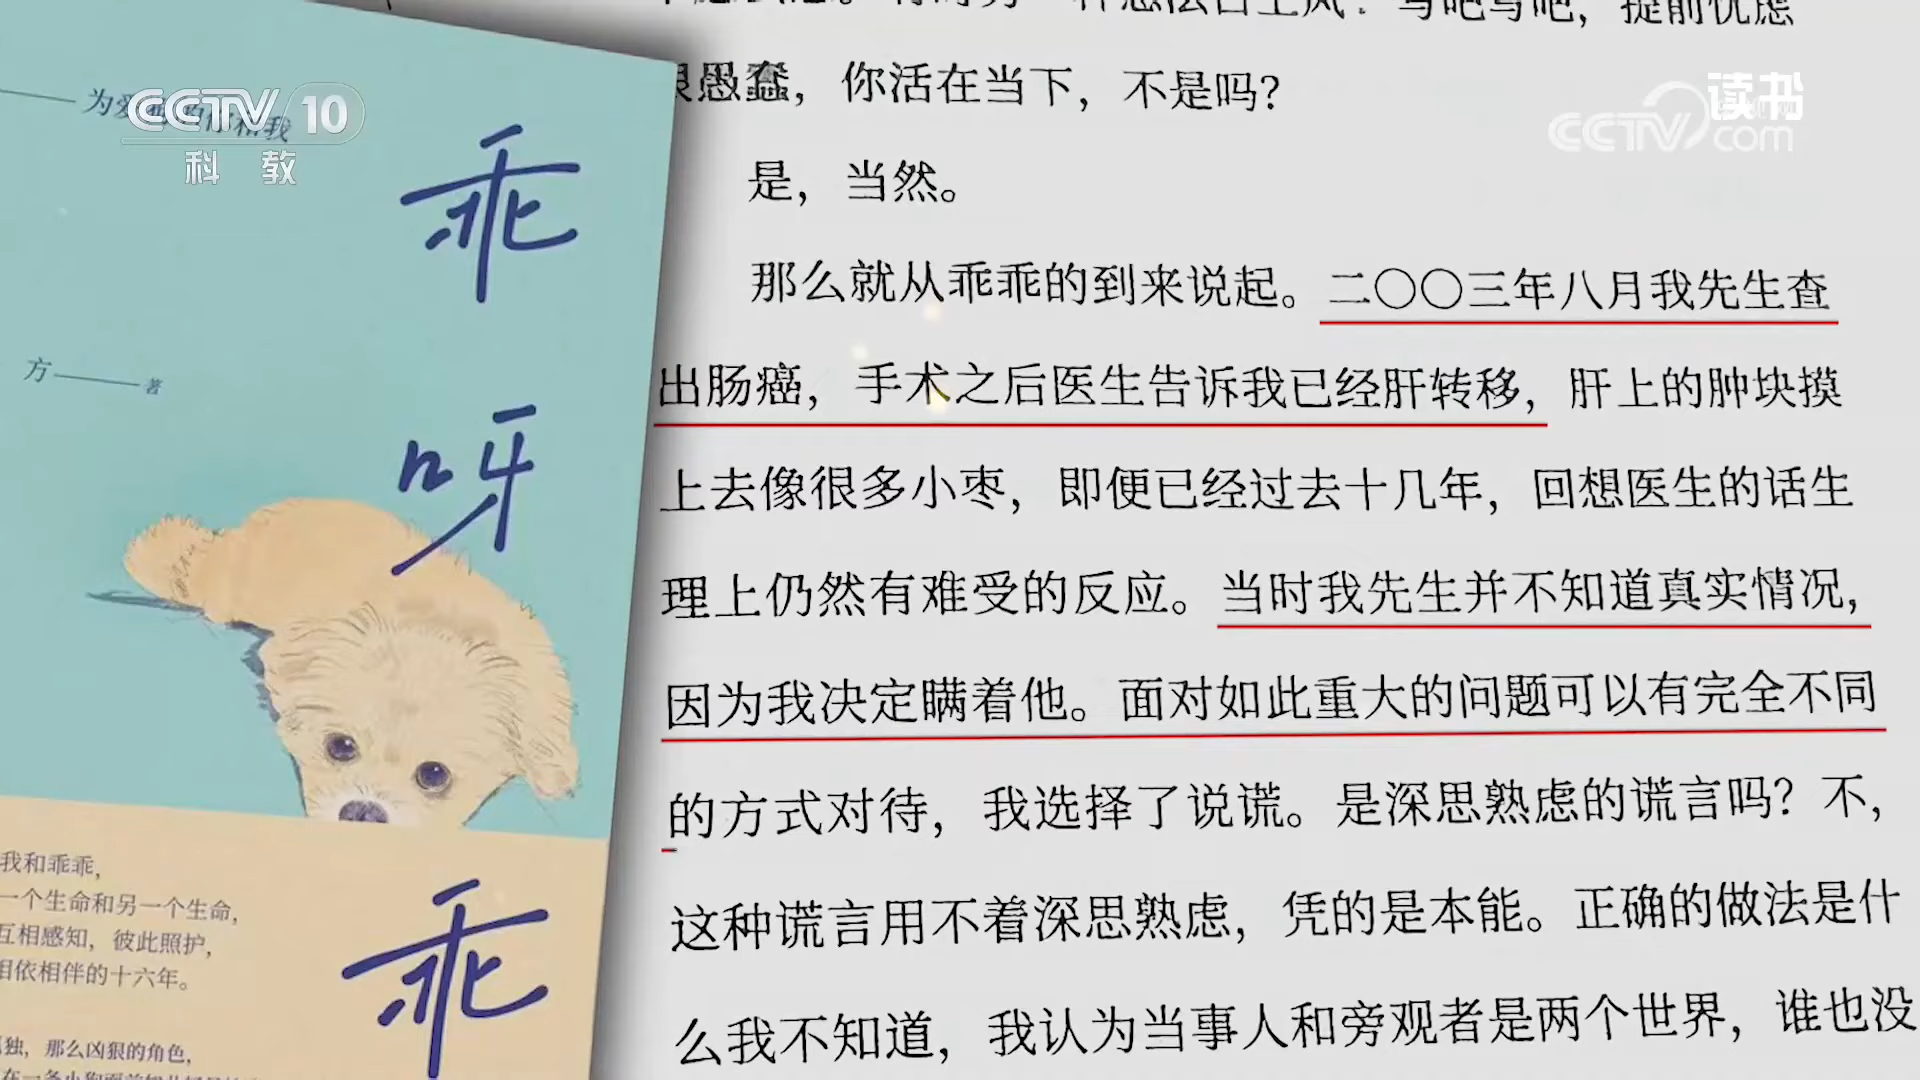 CCTV 10
科教
读书
CCTV.com
乖呀乖
方 著
我和乖乖,
一个生命和另一个生命,
互相感知,彼此照护,
相依相伴的十六年。
那么凶狠的角色,
愚蠢,你活在当下,不是吗?
是,当然。
那么就从乖乖的到来说起。二〇〇三年八月我先生查
出肠癌,手术之后医生告诉我已经肝转移,肝上的肿块摸
上去像很多小枣,即便已经过去十几年,回想医生的话生
理上仍然有难受的反应。当时我先生并不知道真实情况,
因为我决定瞒着他。面对如此重大的问题可以有完全不同
的方式对待,我选择了说谎。是深思熟虑的谎言吗?不,
这种谎言用不着深思熟虑,凭的是本能。正确的做法是什
么我不知道,我认为当事人和旁观者是两个世界,谁也没